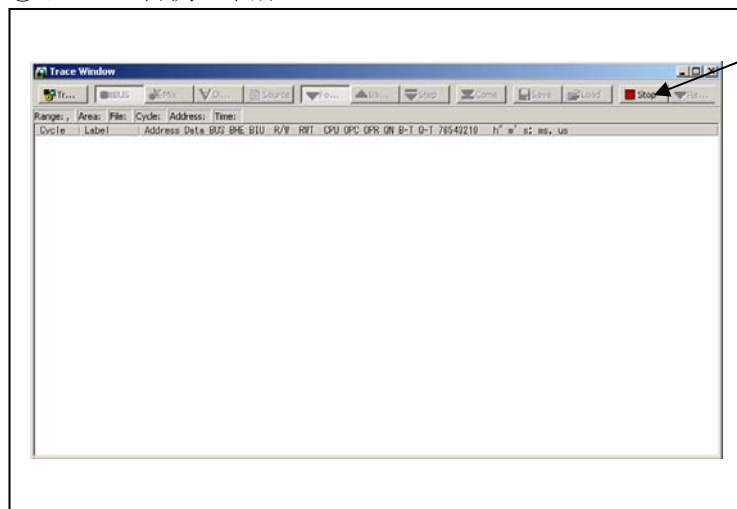 Trace Window
Tr... BUS Mix Di... Source Fo... Step Come Save Load Stop Re...
Range: , Area: File: Cycle: Address: Time:
Cycle Label Address Data BUS BHE BIU R/W RWT CPU OPC OPR QN B-T Q-T 76543210 h" m' s: ms. us